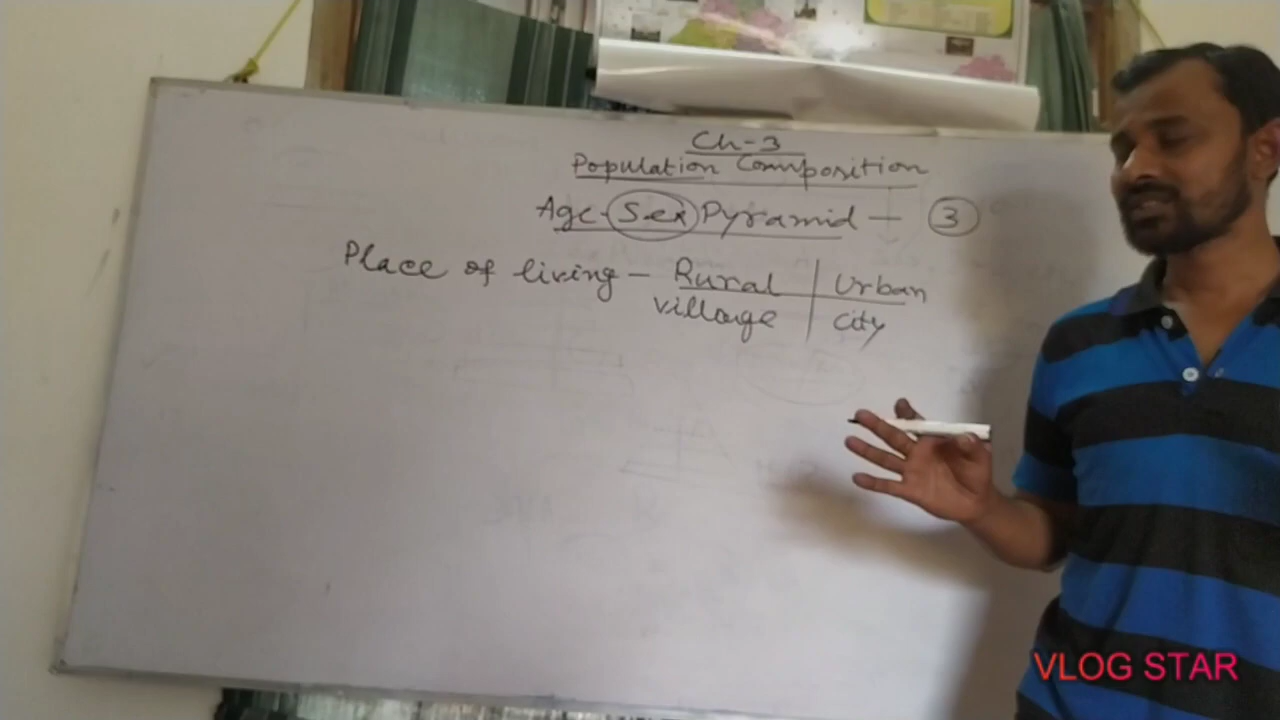 Ch-3
Population Composition
Age-Sex Pyramid — 3
Place of living — Rural | Urban
village | city
VLOG STAR